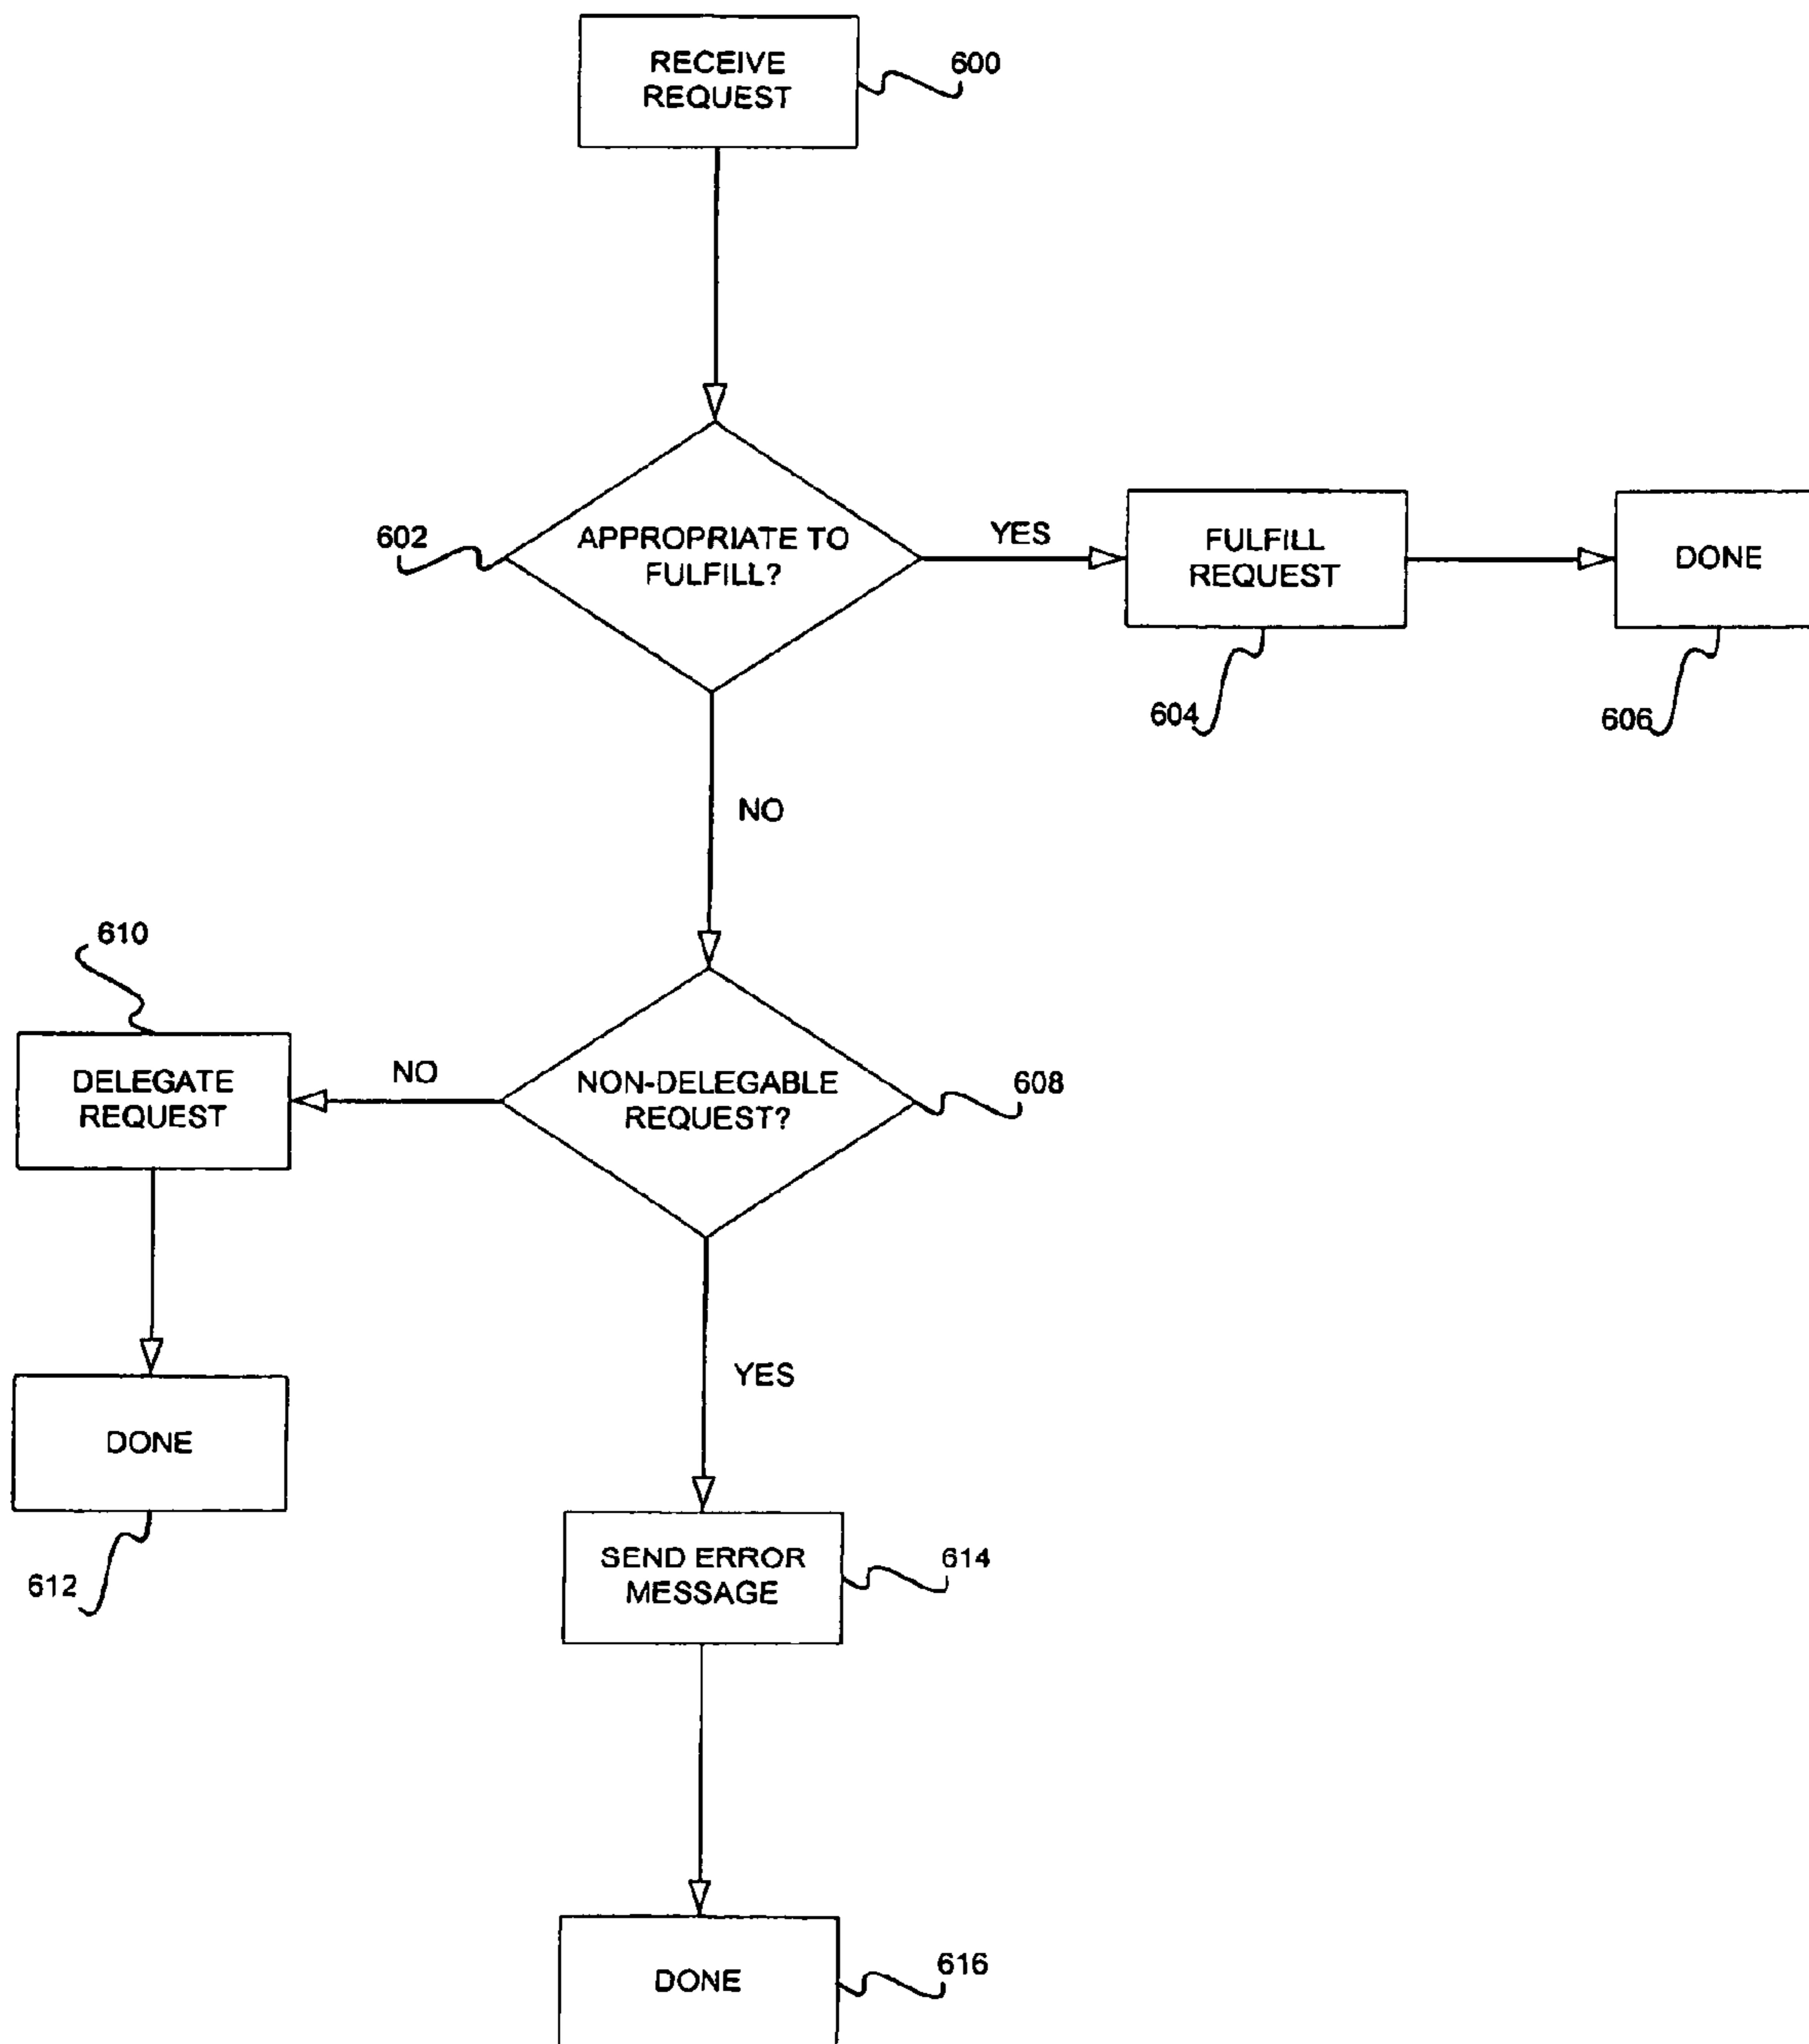 RECEIVE
REQUEST
600
602
APPROPRIATE TO
FULFILL?
YES
FULFILL
REQUEST
DONE
604
606
NO
610
DELEGATE
REQUEST
NO
NON-DELEGABLE
REQUEST?
608
DONE
YES
612
SEND ERROR
MESSAGE
614
DONE
616